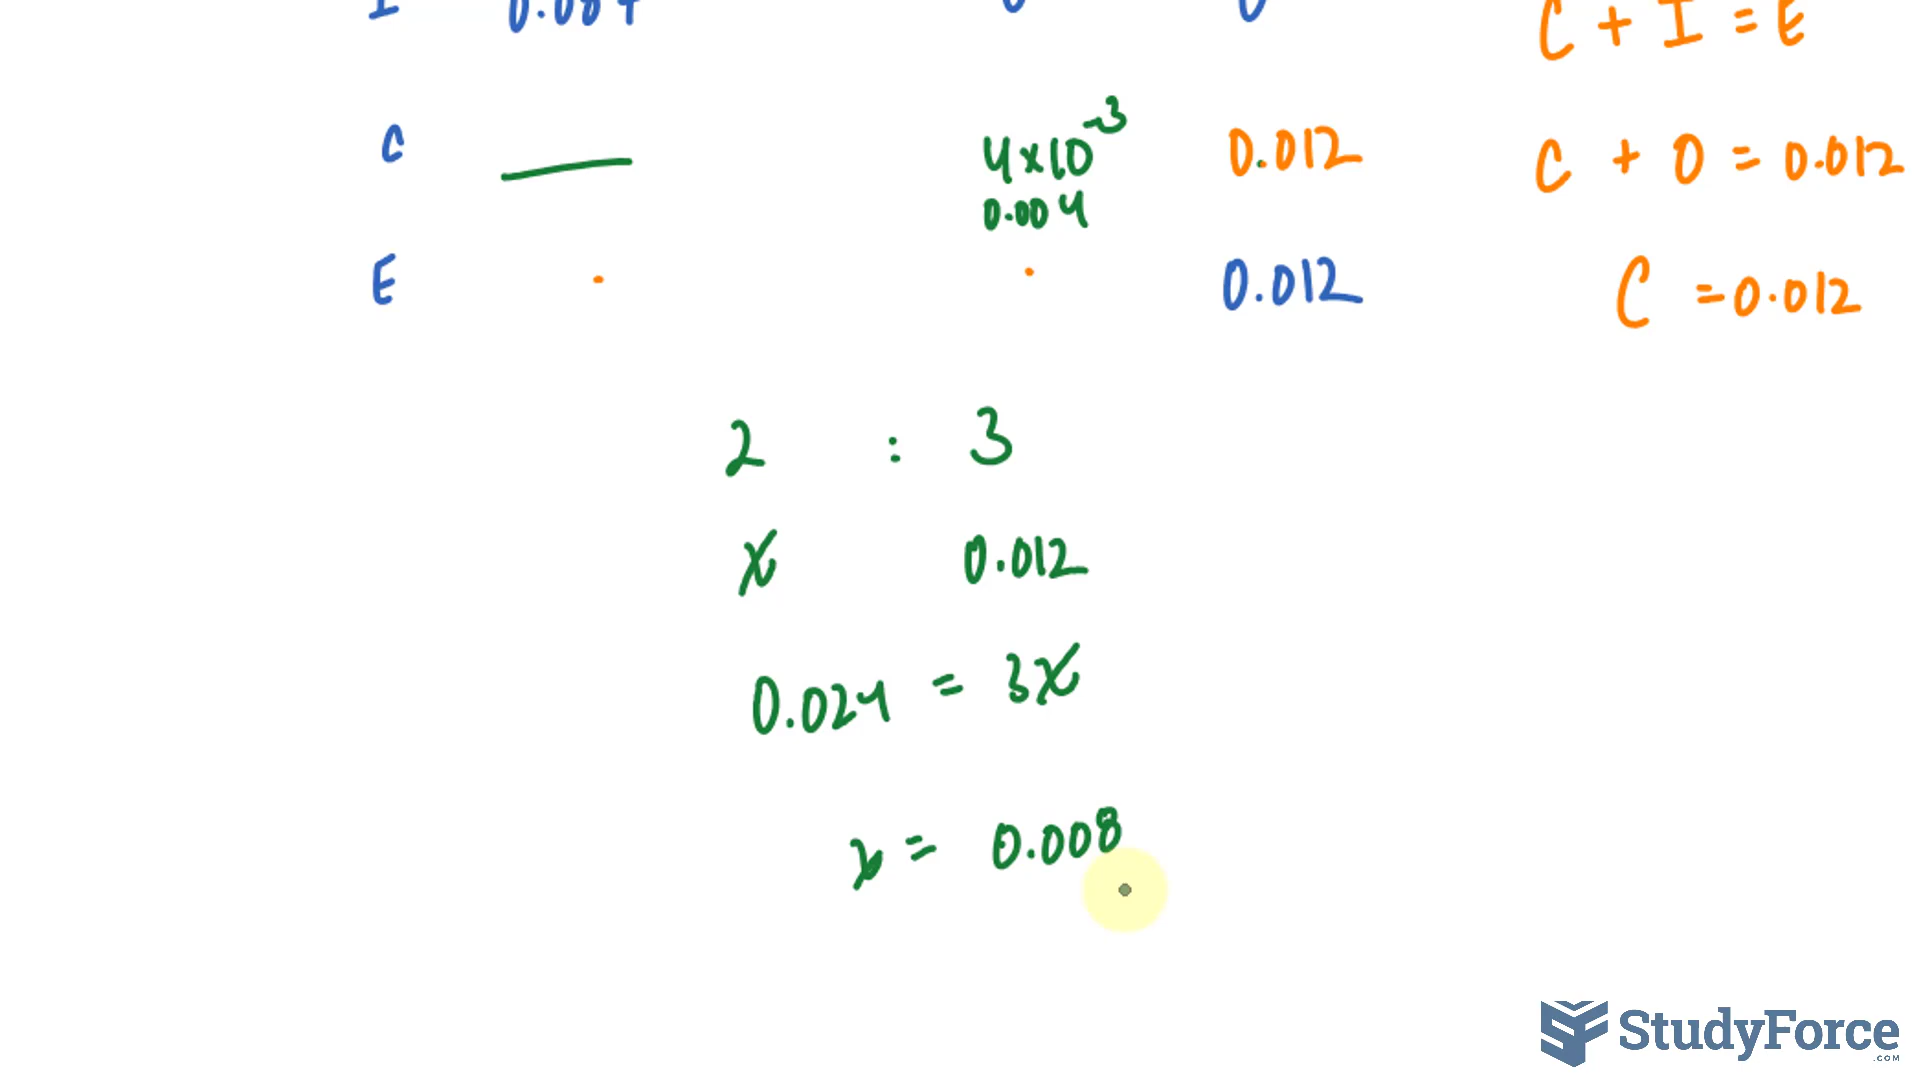 C + I = E
C 4×10⁻³ 0.012 C + 0 = 0.012
0.004
E 0.012 C = 0.012
2 : 3
x 0.012
0.024 = 3x
x = 0.008
StudyForce
.COM